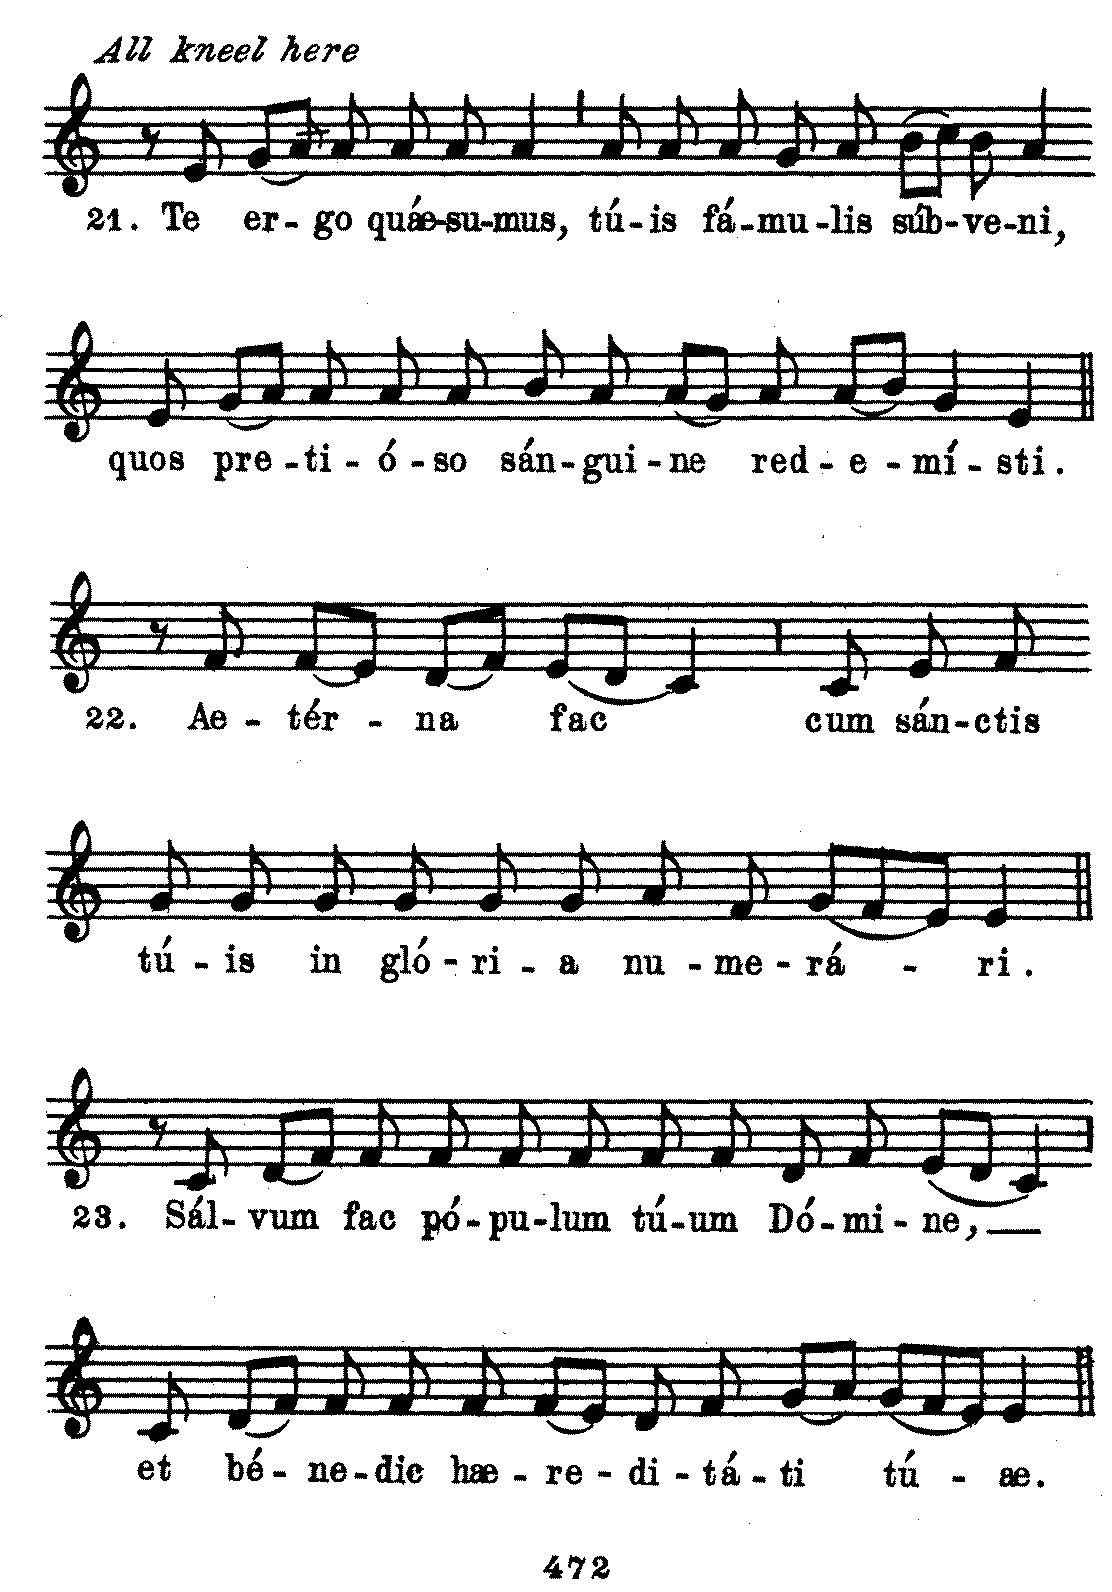 All kneel here
21. Te er-go quǽ-su-mus, tú-is fá-mu-lis súb-ve-ni,
quos pre-ti-ó-so sán-gui-ne red-e-mí-sti.
22. Ae-tér-na fac cum sán-ctis
tú-is in gló-ri-a nu-me-rá-ri.
23. Sál-vum fac pó-pu-lum tú-um Dó-mi-ne,
et bé-ne-dic hæ-re-di-tá-ti tú-æ.
472